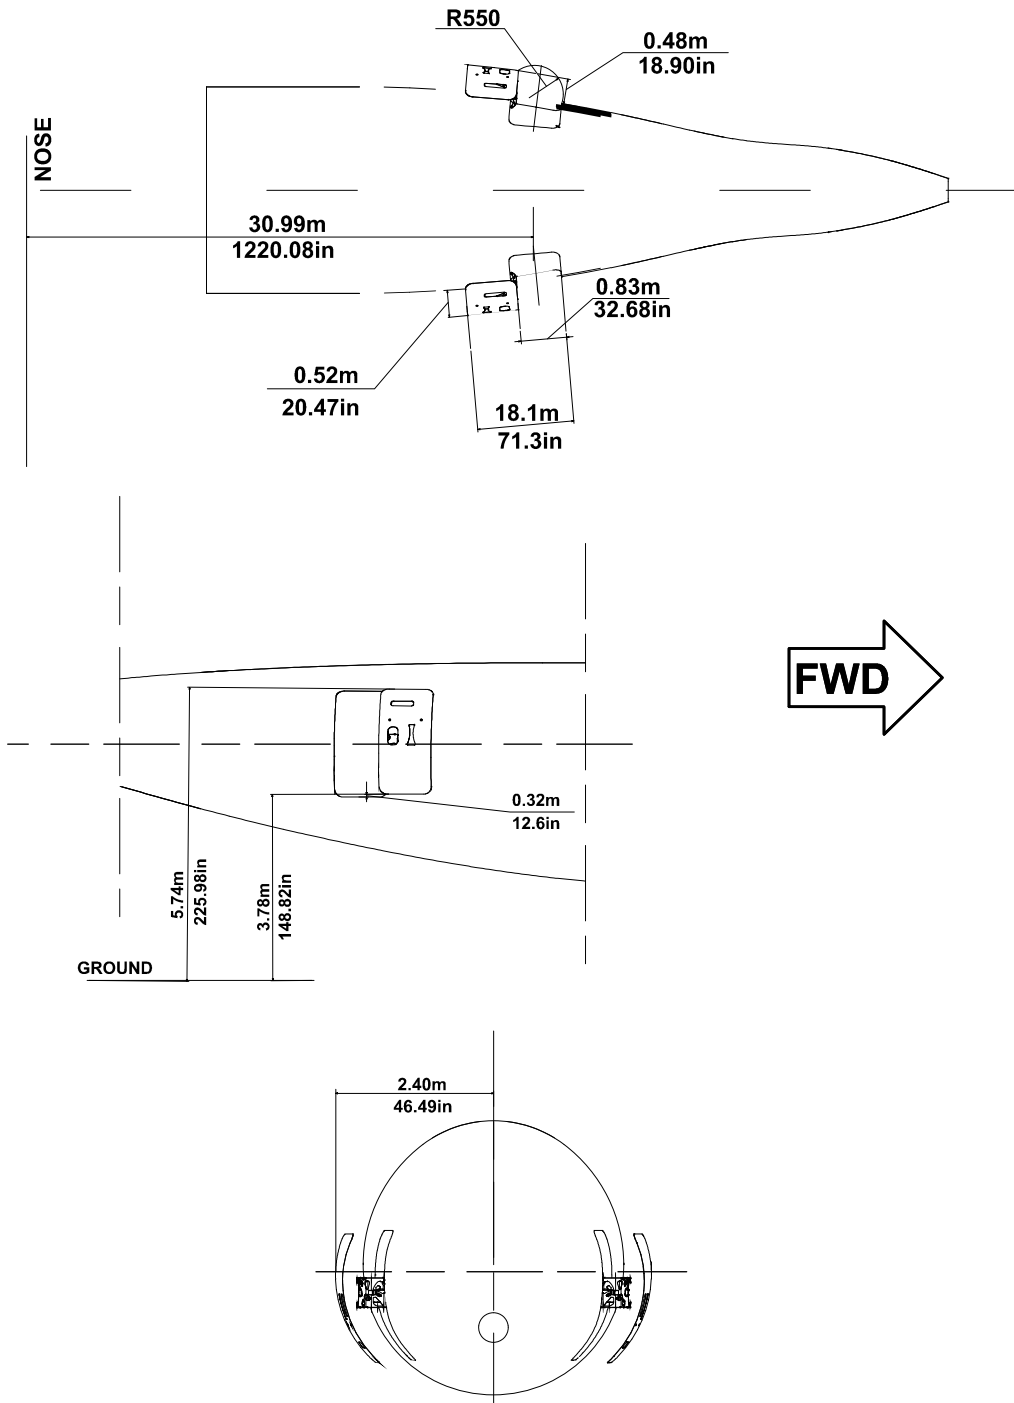 R550
0.48m
18.90in
NOSE
30.99m
1220.08in
0.83m
32.68in
0.52m
20.47in
18.1m
71.3in
FWD
0.32m
12.6in
5.74m
225.98in
3.78m
148.82in
GROUND
2.40m
46.49in